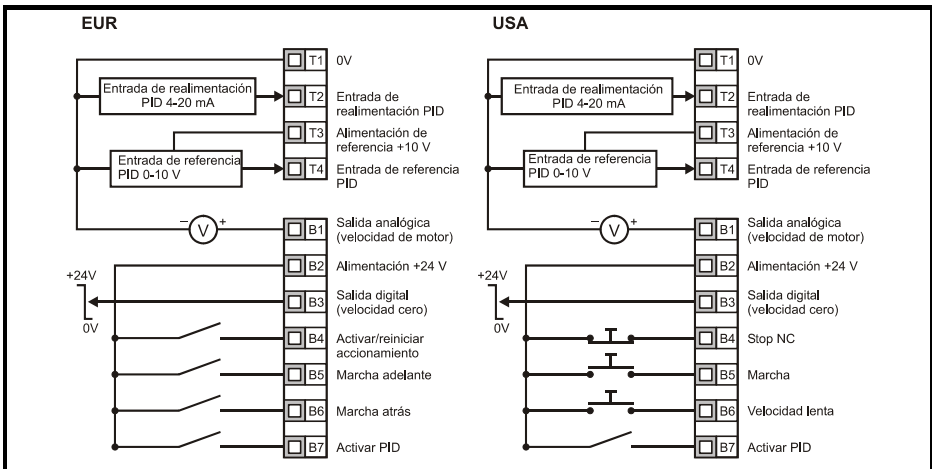 EUR
T1 0V
Entrada de realimentación
PID 4-20 mA
T2 Entrada de
realimentación PID
T3 Alimentación de
referencia +10 V
Entrada de referencia
PID 0-10 V
T4 Entrada de referencia
PID
− V +
B1 Salida analógica
(velocidad de motor)
B2 Alimentación +24 V
+24V
0V
B3 Salida digital
(velocidad cero)
B4 Activar/reiniciar
accionamiento
B5 Marcha adelante
B6 Marcha atrás
B7 Activar PID
USA
T1 0V
Entrada de realimentación
PID 4-20 mA
T2 Entrada de
realimentación PID
T3 Alimentación de
referencia +10 V
Entrada de referencia
PID 0-10 V
T4 Entrada de referencia
PID
− V +
B1 Salida analógica
(velocidad de motor)
B2 Alimentación +24 V
+24V
0V
B3 Salida digital
(velocidad cero)
B4 Stop NC
B5 Marcha
B6 Velocidad lenta
B7 Activar PID